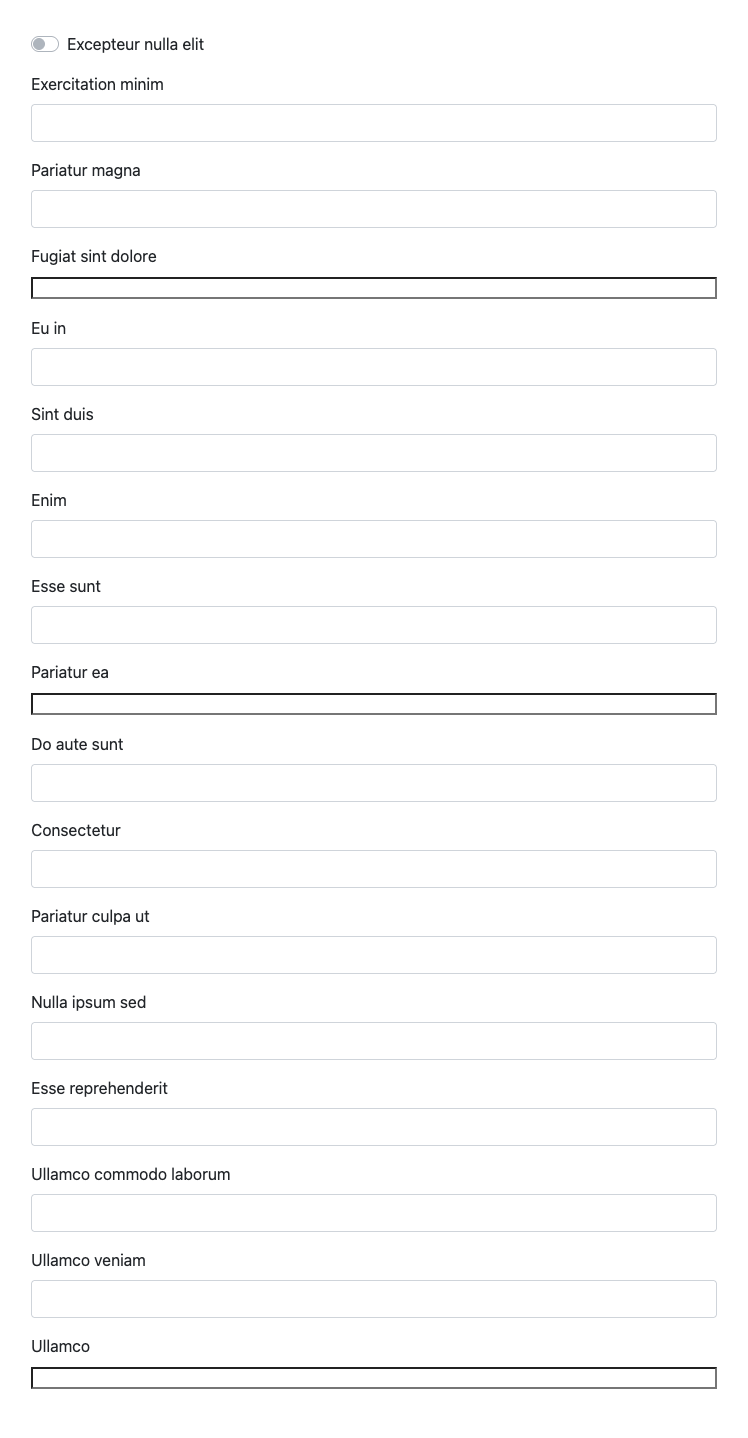 Excepteur nulla elit
Exercitation minim
Pariatur magna
Fugiat sint dolore
Eu in
Sint duis
Enim
Esse sunt
Pariatur ea
Do aute sunt
Consectetur
Pariatur culpa ut
Nulla ipsum sed
Esse reprehenderit
Ullamco commodo laborum
Ullamco veniam
Ullamco